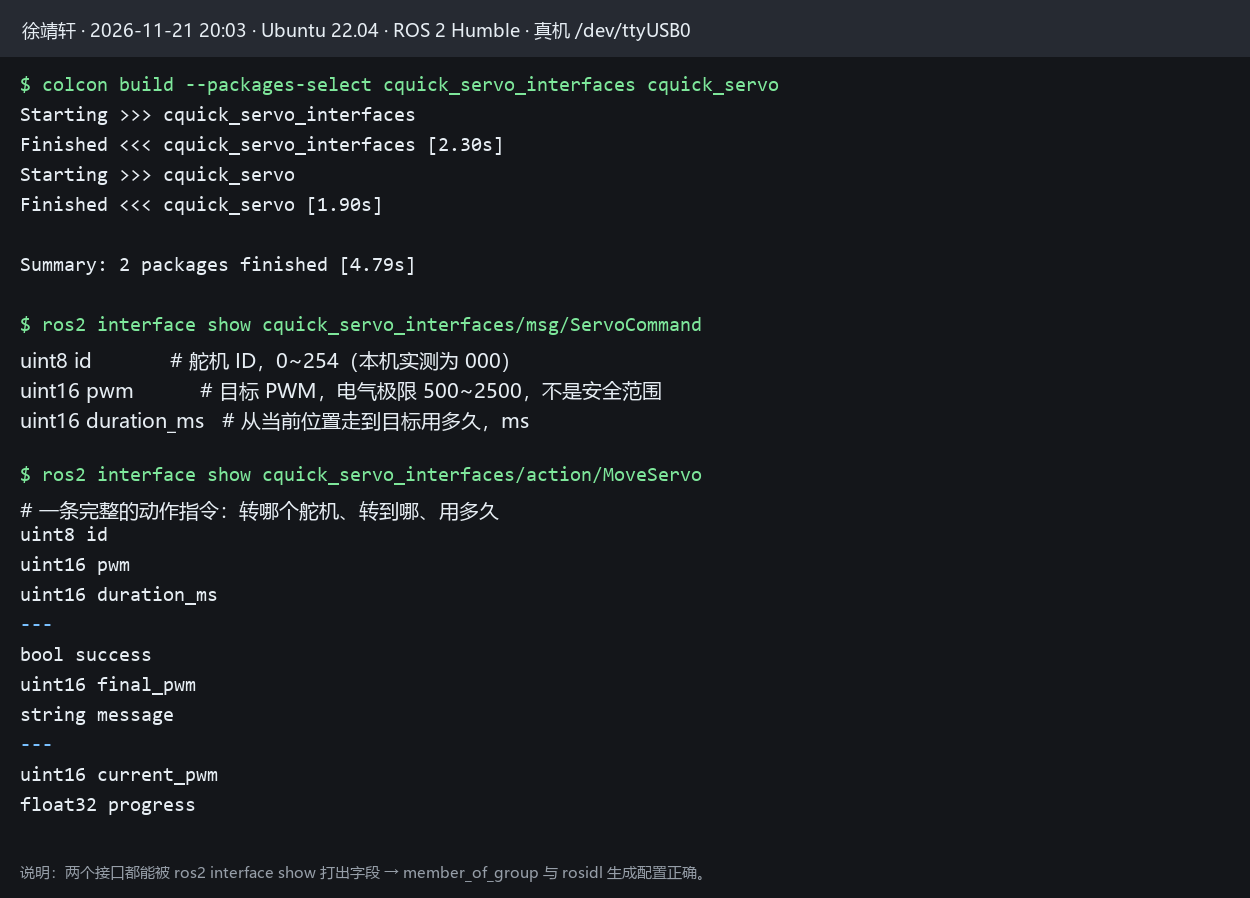 徐靖轩 · 2026-11-21 20:03 · Ubuntu 22.04 · ROS 2 Humble · 真机 /dev/ttyUSB0
$ colcon build --packages-select cquick_servo_interfaces cquick_servo
Starting >>> cquick_servo_interfaces
Finished <<< cquick_servo_interfaces [2.30s]
Starting >>> cquick_servo
Finished <<< cquick_servo [1.90s]
Summary: 2 packages finished [4.79s]
$ ros2 interface show cquick_servo_interfaces/msg/ServoCommand
uint8 id # 舵机 ID，0~254（本机实测为 000）
uint16 pwm # 目标 PWM，电气极限 500~2500，不是安全范围
uint16 duration_ms # 从当前位置走到目标用多久，ms
$ ros2 interface show cquick_servo_interfaces/action/MoveServo
# 一条完整的动作指令：转哪个舵机、转到哪、用多久
uint8 id
uint16 pwm
uint16 duration_ms
---
bool success
uint16 final_pwm
string message
---
uint16 current_pwm
float32 progress
说明：两个接口都能被 ros2 interface show 打出字段 → member_of_group 与 rosidl 生成配置正确。